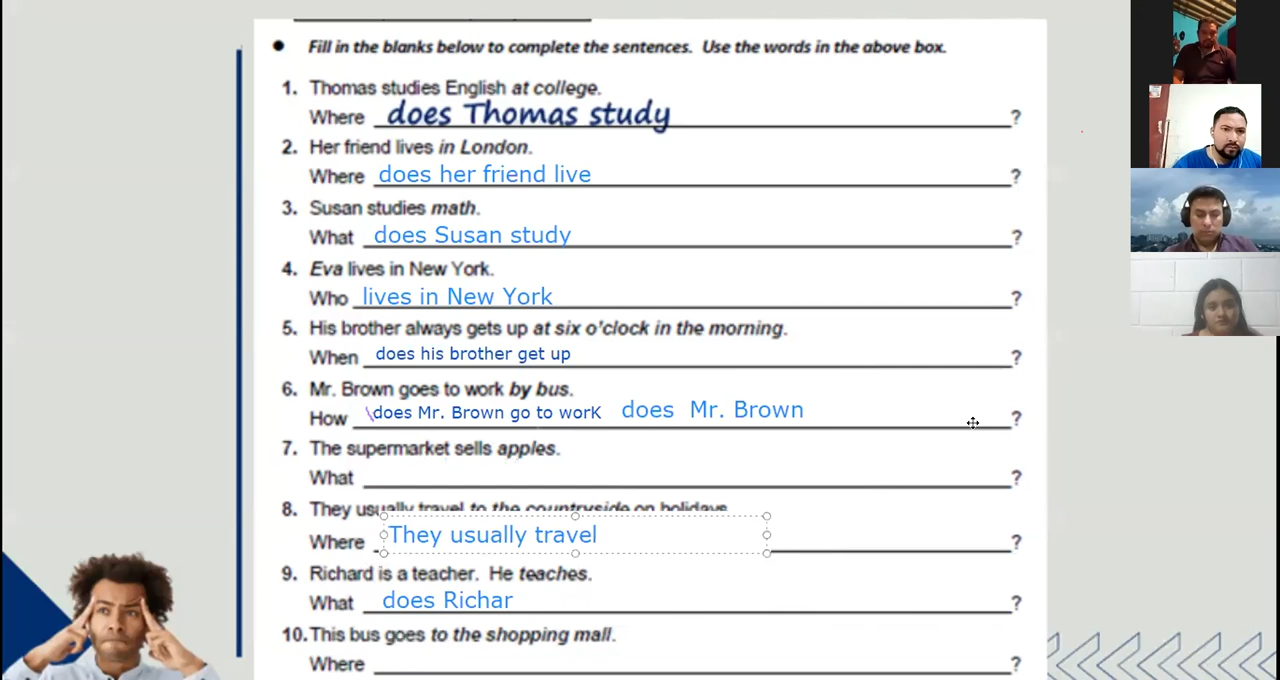 ● Fill in the blanks below to complete the sentences. Use the words in the above box.
1. Thomas studies English at college.
Where does Thomas study ?
2. Her friend lives in London.
Where does her friend live ?
3. Susan studies math.
What does Susan study ?
4. Eva lives in New York.
Who lives in New York ?
5. His brother always gets up at six o'clock in the morning.
When does his brother get up ?
6. Mr. Brown goes to work by bus.
How \does Mr. Brown go to worK does Mr. Brown ?
7. The supermarket sells apples.
What ?
8. They usually travel to the countryside on holidays.
Where They usually travel ?
9. Richard is a teacher. He teaches.
What does Richar ?
10. This bus goes to the shopping mall.
Where ?